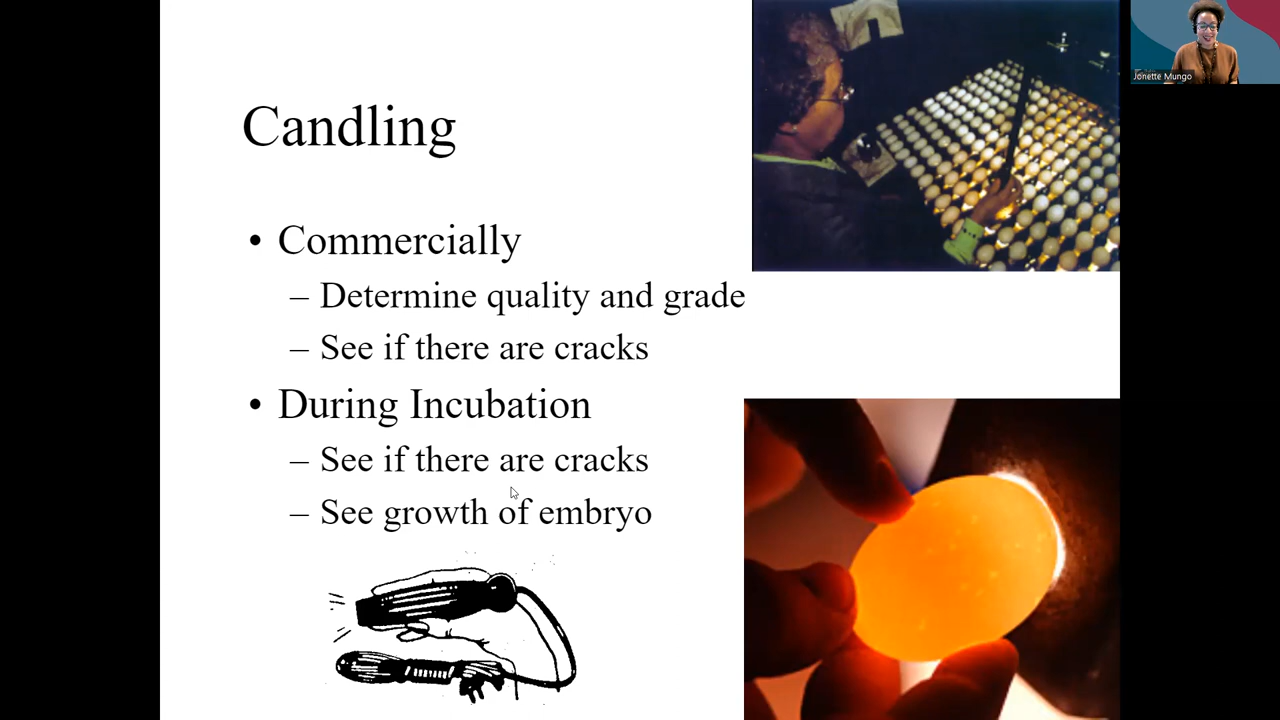 Candling
• Commercially
– Determine quality and grade
– See if there are cracks
• During Incubation
– See if there are cracks
– See growth of embryo
Jonette Mungo